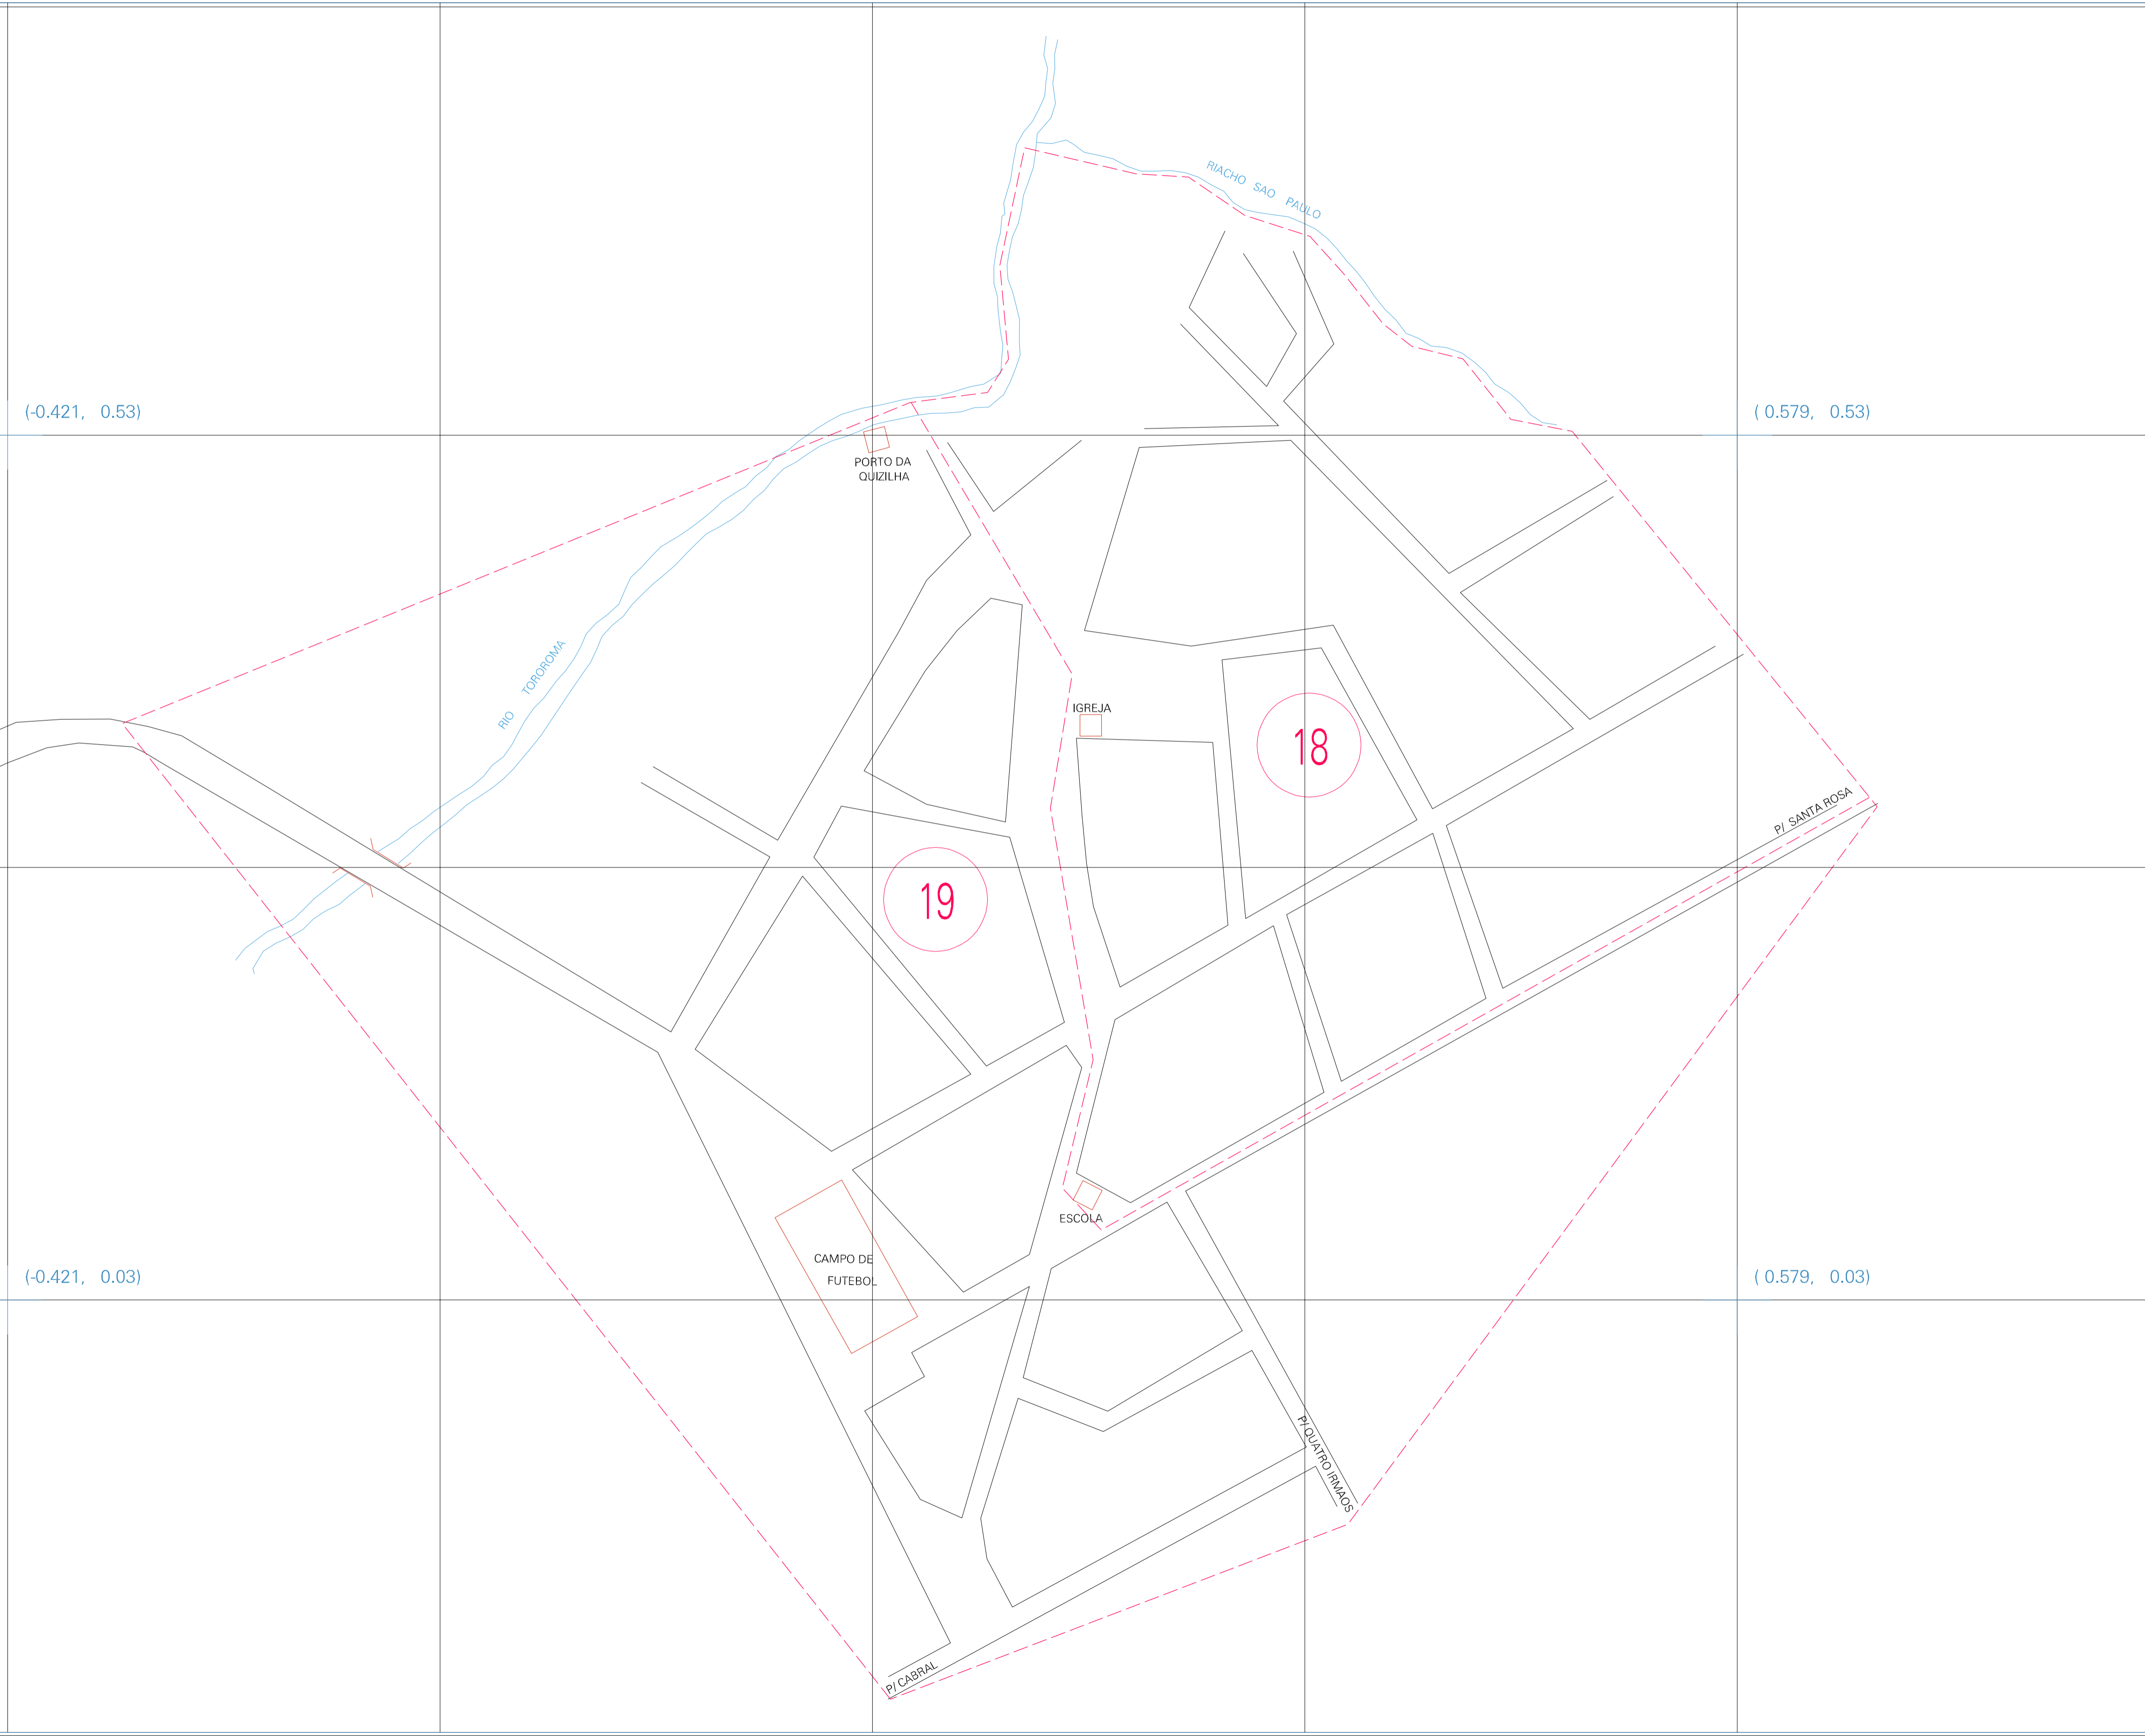 RIACHO SAO PAULO
(-0.421, 0.53)
( 0.579, 0.53)
PORTO DA
QUIZILHA
RIO TOROROMA
IGREJA
18
P/ SANTA ROSA
19
ESCOLA
CAMPO DE
FUTEBOL
(-0.421, 0.03)
( 0.579, 0.03)
P/ QUATRO IRMAOS
P/ CABRAL